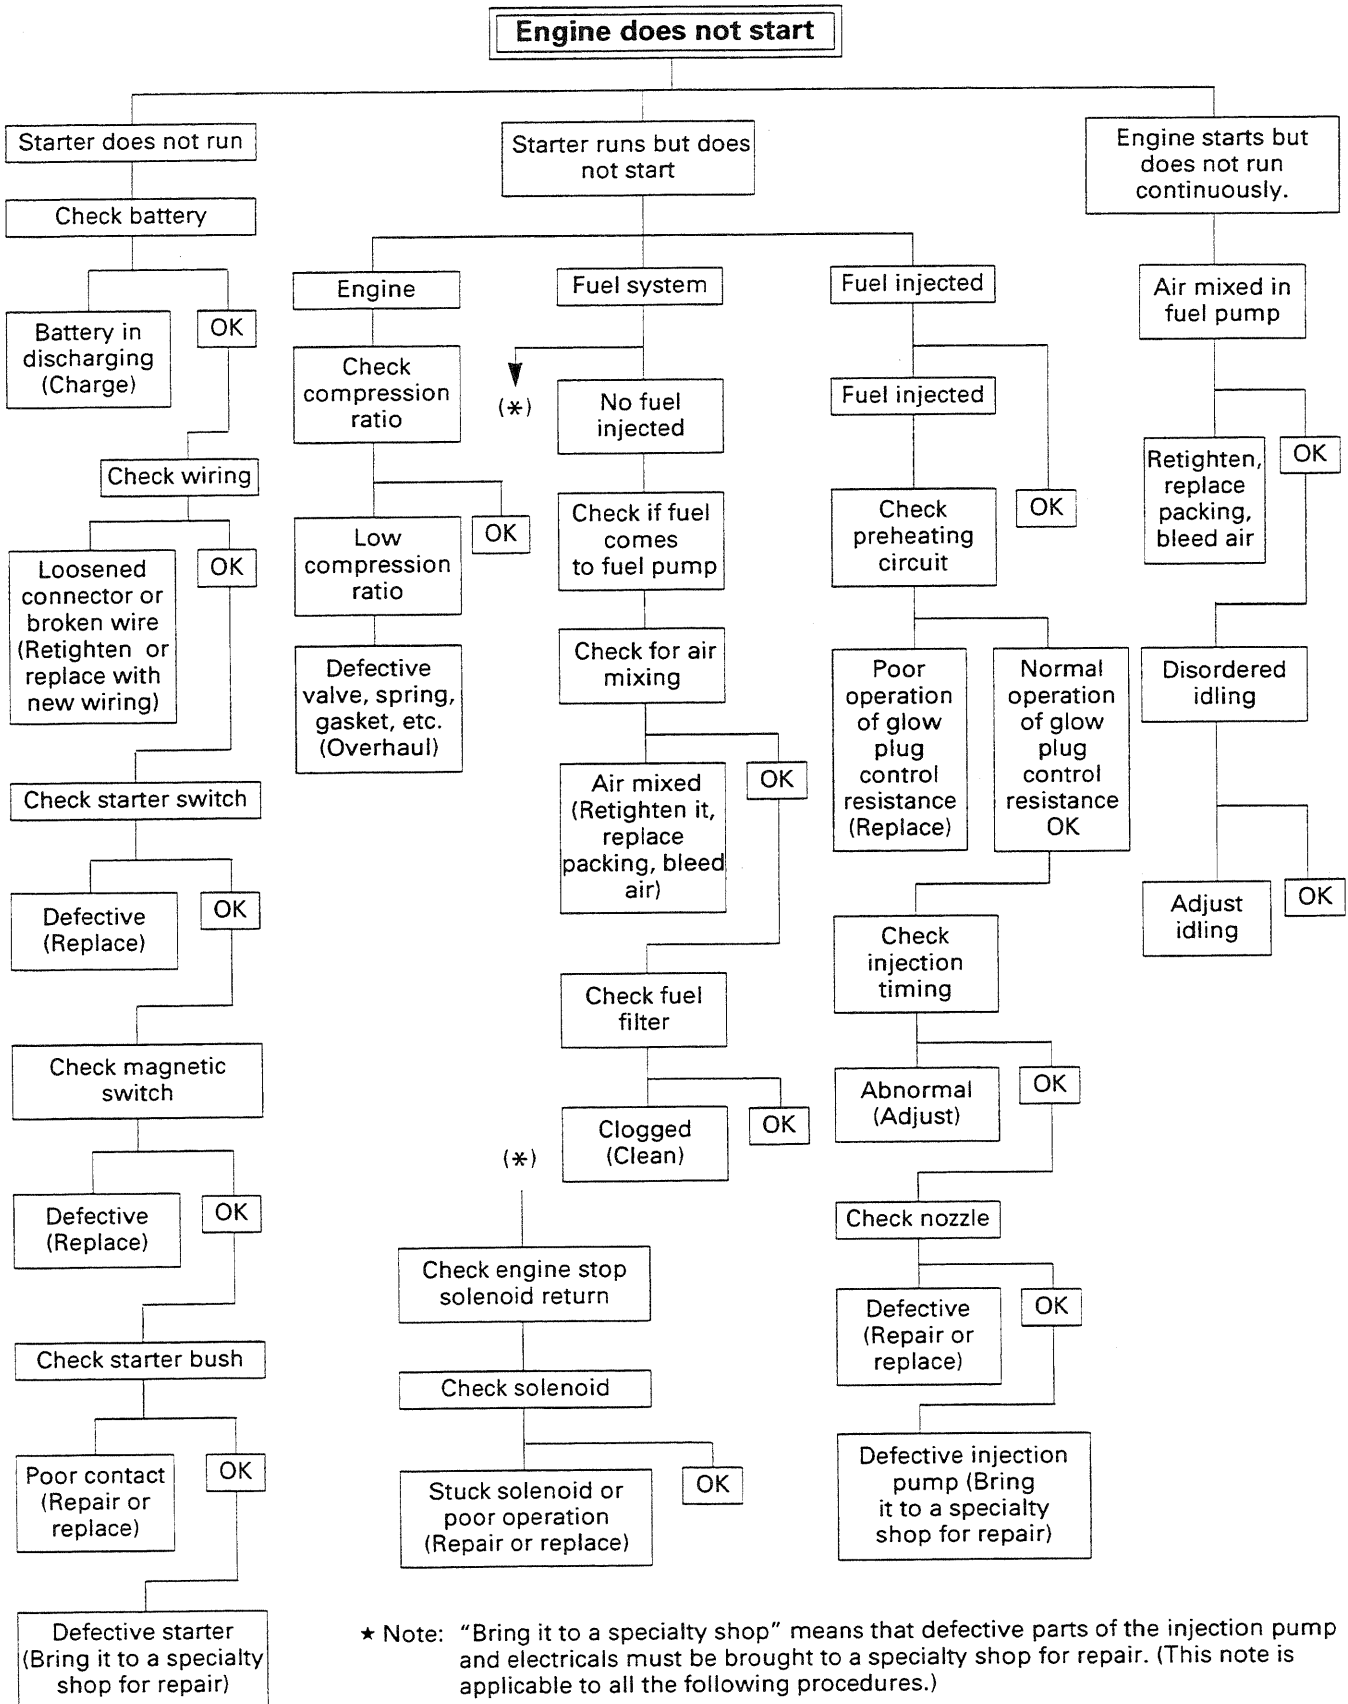 Engine does not start
Starter does not run
Check battery
Battery in
discharging
(Charge)
OK
Check wiring
Loosened
connector or
broken wire
(Retighten or
replace with
new wiring)
OK
Check starter switch
Defective
(Replace)
OK
Check magnetic
switch
Defective
(Replace)
OK
Check starter bush
Poor contact
(Repair or
replace)
OK
Defective starter
(Bring it to a specialty
shop for repair)
Starter runs but does
not start
Engine
Check
compression
ratio
Low
compression
ratio
OK
Defective
valve, spring,
gasket, etc.
(Overhaul)
Fuel system
(*)
No fuel
injected
Check if fuel
comes
to fuel pump
Check for air
mixing
Air mixed
(Retighten it,
replace
packing, bleed
air)
OK
Check fuel
filter
Clogged
(Clean)
OK
(*)
Check engine stop
solenoid return
Check solenoid
Stuck solenoid or
poor operation
(Repair or replace)
OK
Fuel injected
Fuel injected
OK
Check
preheating
circuit
Poor
operation
of glow
plug
control
resistance
(Replace)
Normal
operation
of glow
plug
control
resistance
OK
Check
injection
timing
Abnormal
(Adjust)
OK
Check nozzle
Defective
(Repair or
replace)
OK
Defective injection
pump (Bring
it to a specialty
shop for repair)
Engine starts but
does not run
continuously.
Air mixed in
fuel pump
Retighten,
replace
packing,
bleed air
OK
Disordered
idling
Adjust
idling
OK
★ Note: "Bring it to a specialty shop" means that defective parts of the injection pump
and electricals must be brought to a specialty shop for repair. (This note is
applicable to all the following procedures.)